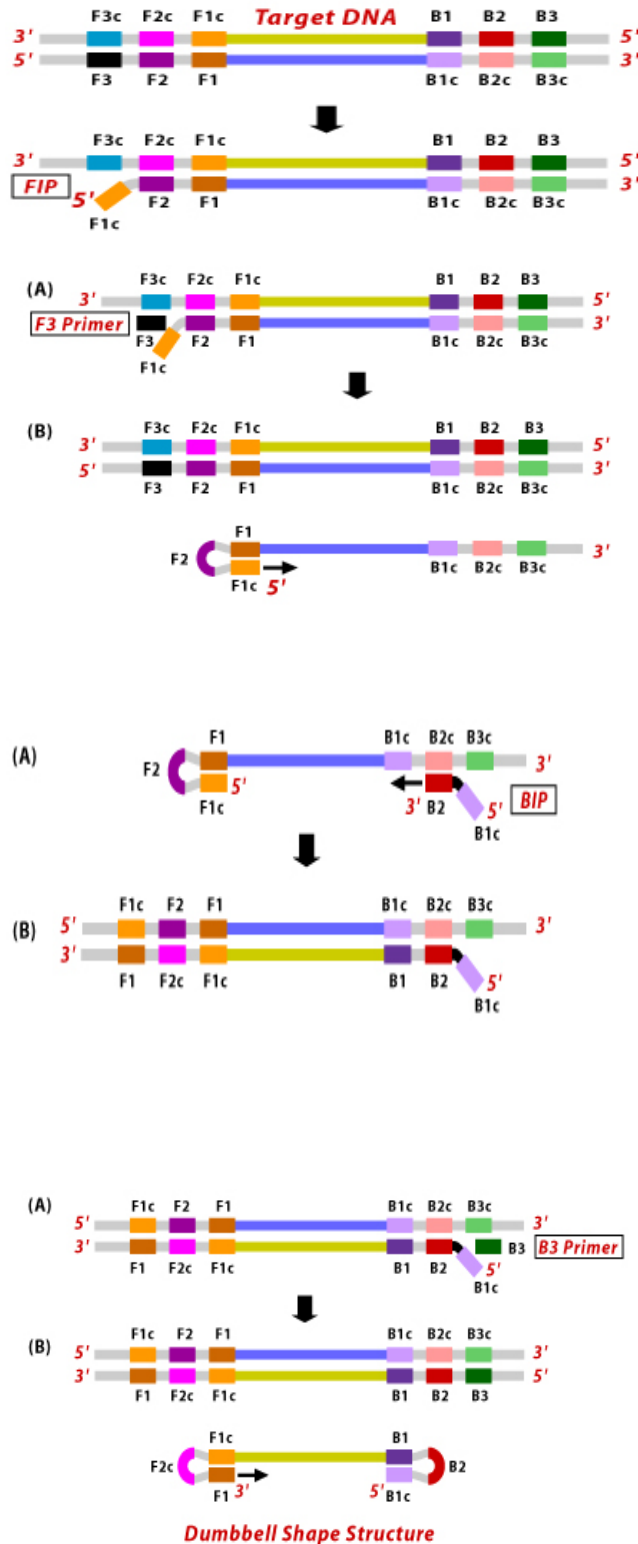 F3c F2c F1c Target DNA B1 B2 B3
3' 5'
5' 3'
F3 F2 F1 B1c B2c B3c
F3c F2c F1c B1 B2 B3
3' 5'
FIP 5' 3'
F1c F2 F1 B1c B2c B3c
(A) F3c F2c F1c B1 B2 B3
3' 5'
F3 Primer 3'
F3 F2 F1 B1c B2c B3c
F1c
(B) F3c F2c F1c B1 B2 B3
3' 5'
5' 3'
F3 F2 F1 B1c B2c B3c
F1
F2 B1c B2c B3c 3'
F1c 5'
(A) F1 B1c B2c B3c
F2 3'
5' 3' B2 5' BIP
F1c B1c
F1c F2 F1 B1c B2c B3c
(B) 5' 3'
3' 5'
F1 F2c F1c B1 B2 B1c
(A) F1c F2 F1 B1c B2c B3c
5' 3'
3' B3 B3 Primer
F1 F2c F1c B1 B2 5'
B1c
(B) F1c F2 F1 B1c B2c B3c
5' 3'
3' 5'
F1 F2c F1c B1 B2 B3
F1c B1
F2c B2
F1 3' 5' B1c
Dumbbell Shape Structure